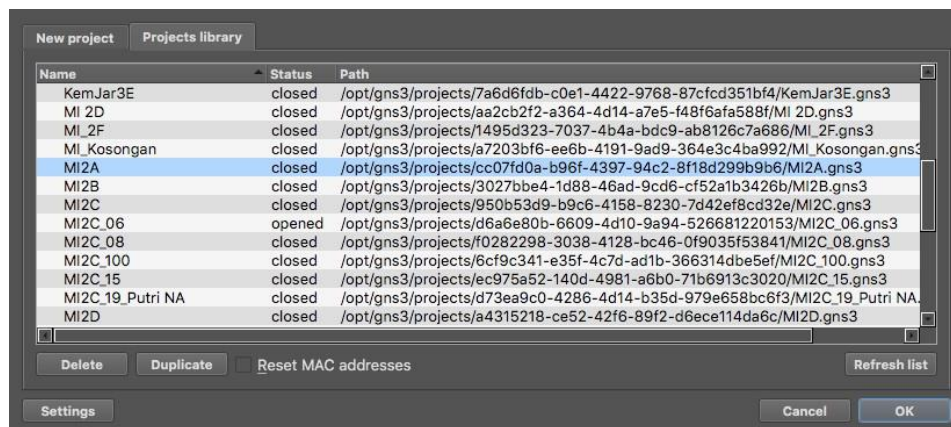 New project Projects library
Name Status Path
KemJar3E closed /opt/gns3/projects/7a6d6fdb-c0e1-4422-9768-87cfcd351bf4/KemJar3E.gns3
MI 2D closed /opt/gns3/projects/aa2cb2f2-a364-4d14-a7e5-f48f6afa588f/MI 2D.gns3
MI_2F closed /opt/gns3/projects/1495d323-7037-4b4a-bdc9-ab8126c7a686/MI_2F.gns3
MI_Kosongan closed /opt/gns3/projects/a7203bf6-ee6b-4191-9ad9-364e3c4ba992/MI_Kosongan.gns3
MI2A closed /opt/gns3/projects/cc07fd0a-b96f-4397-94c2-8f18d299b9b6/MI2A.gns3
MI2B closed /opt/gns3/projects/3027bbe4-1d88-46ad-9cd6-cf52a1b3426b/MI2B.gns3
MI2C closed /opt/gns3/projects/950b53d9-b9c6-4158-8230-7d42ef8cd32e/MI2C.gns3
MI2C_06 opened /opt/gns3/projects/d6a6e80b-6609-4d10-9a94-526681220153/MI2C_06.gns3
MI2C_08 closed /opt/gns3/projects/f0282298-3038-4128-bc46-0f9035f53841/MI2C_08.gns3
MI2C_100 closed /opt/gns3/projects/6cf9c341-e35f-4c7d-ad1b-366314dbe5ef/MI2C_100.gns3
MI2C_15 closed /opt/gns3/projects/ec975a52-140d-4981-a6b0-71b6913c3020/MI2C_15.gns3
MI2C_19_Putri NA closed /opt/gns3/projects/d73ea9c0-4286-4d14-b35d-979e658bc6f3/MI2C_19_Putri NA.
MI2D closed /opt/gns3/projects/a4315218-ce52-42f6-89f2-d6ece114da6c/MI2D.gns3
Delete Duplicate Reset MAC addresses Refresh list
Settings Cancel OK